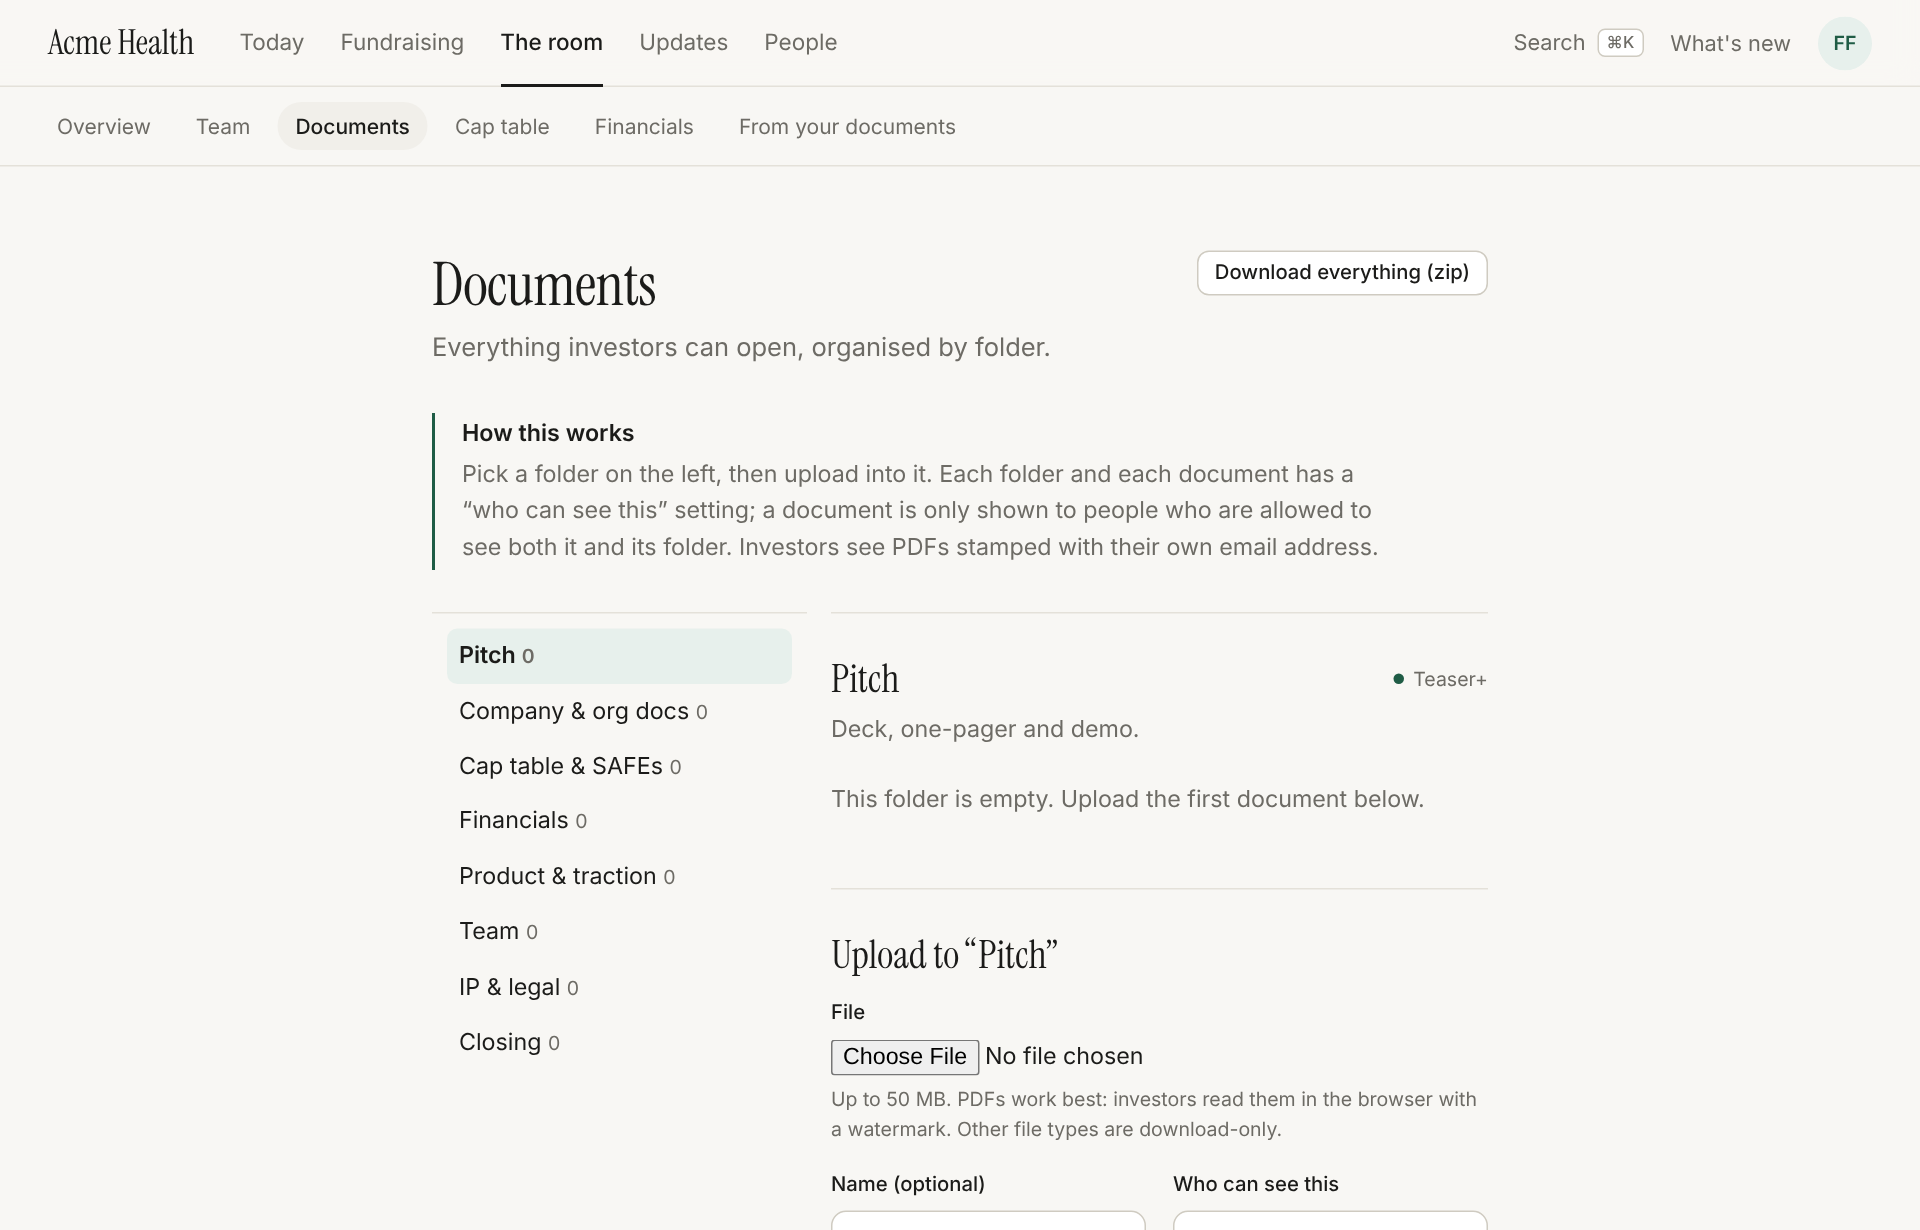 Acme Health
Today
Fundraising
The room
Updates
People
Search
⌘K
What's new
FF
Overview
Team
Documents
Cap table
Financials
From your documents
Documents
Download everything (zip)
Everything investors can open, organised by folder.
How this works
Pick a folder on the left, then upload into it. Each folder and each document has a
“who can see this” setting; a document is only shown to people who are allowed to
see both it and its folder. Investors see PDFs stamped with their own email address.
Pitch 0
Company & org docs 0
Cap table & SAFEs 0
Financials 0
Product & traction 0
Team 0
IP & legal 0
Closing 0
Pitch
Teaser+
Deck, one-pager and demo.
This folder is empty. Upload the first document below.
Upload to “Pitch”
File
Choose File No file chosen
Up to 50 MB. PDFs work best: investors read them in the browser with
a watermark. Other file types are download-only.
Name (optional)
Who can see this